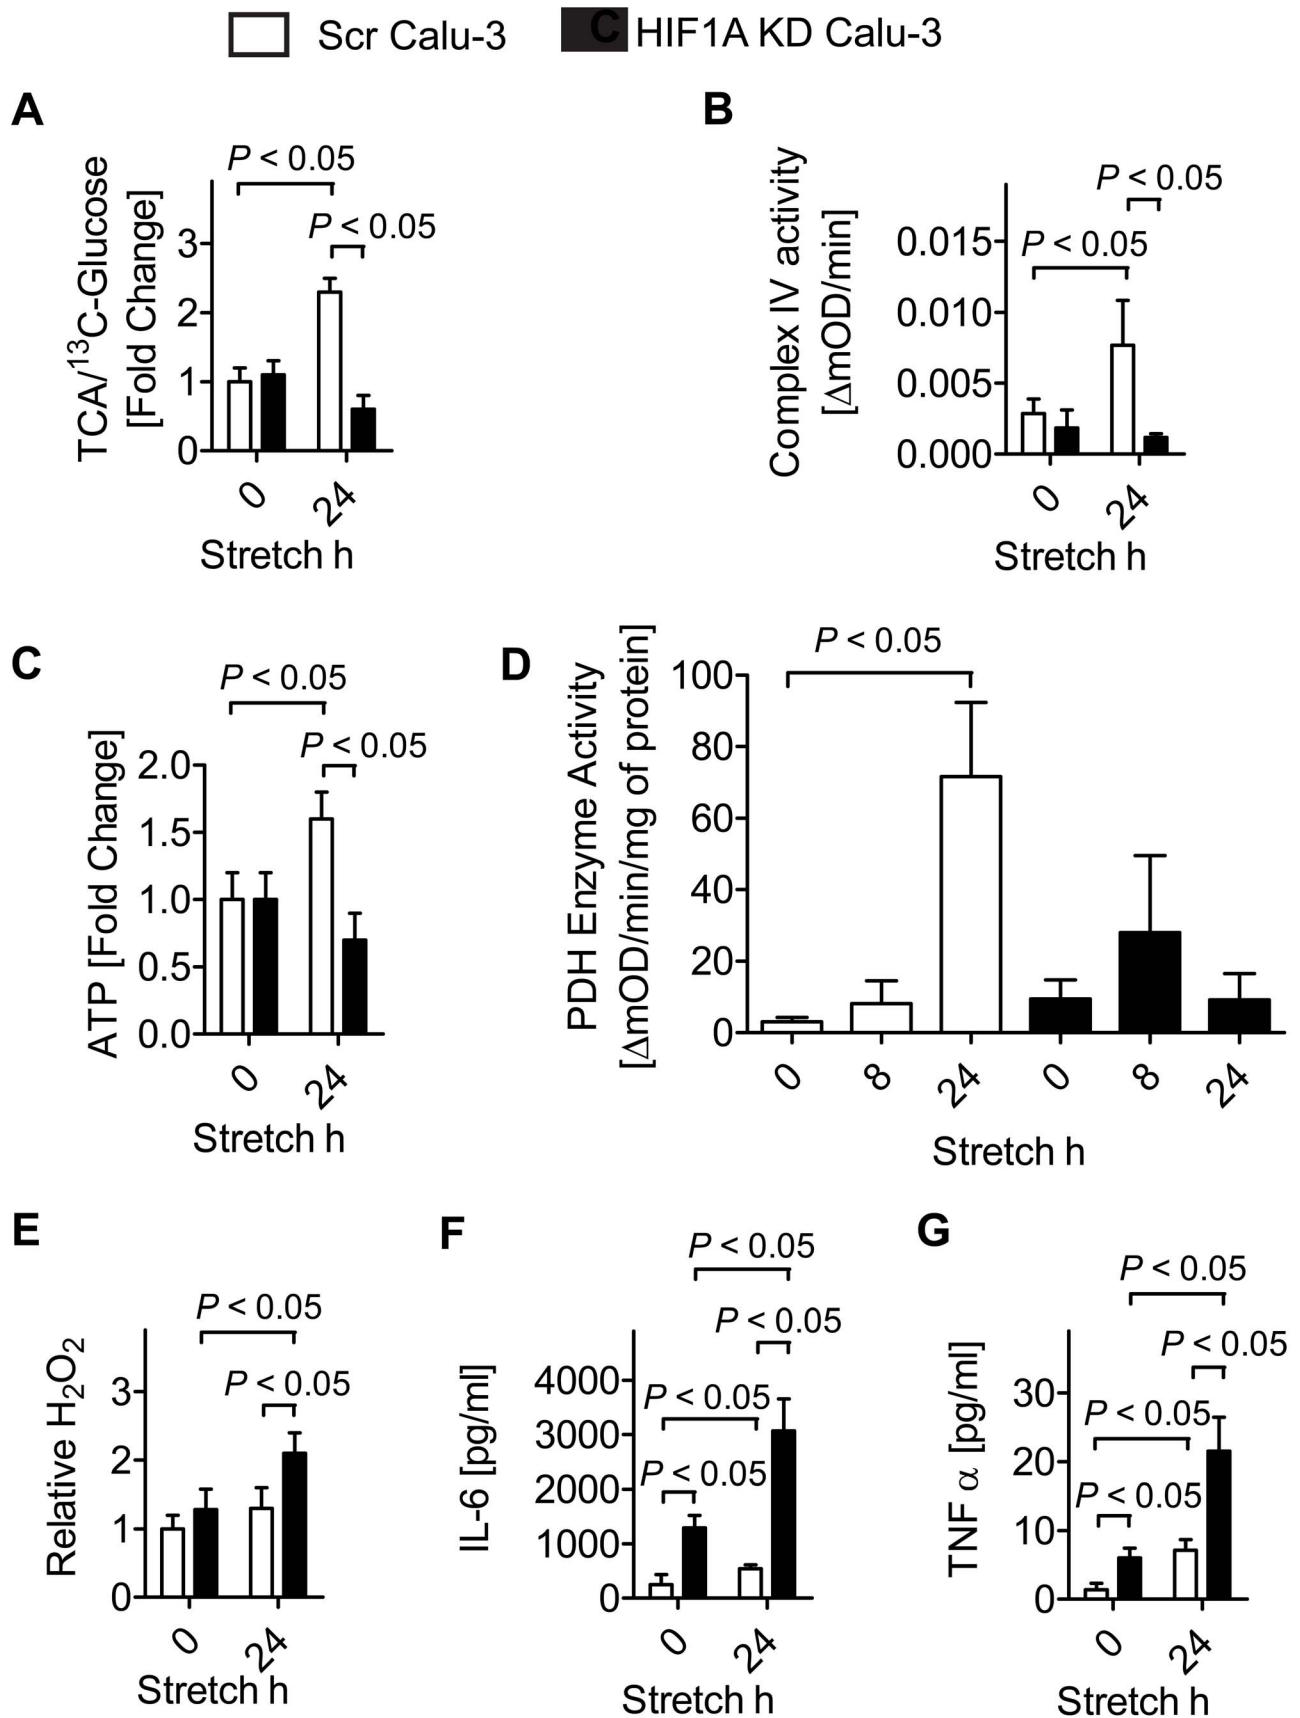 Scr Calu-3
C HIF1A KD Calu-3
A
TCA/¹³C-Glucose
[Fold Change]
P < 0.05
P < 0.05
3
2
1
0
0
24
Stretch h
B
Complex IV activity
[ΔmOD/min]
P < 0.05
P < 0.05
0.015
0.010
0.005
0.000
0
24
Stretch h
C
ATP [Fold Change]
P < 0.05
P < 0.05
2.0
1.5
1.0
0.5
0.0
0
24
Stretch h
D
PDH Enzyme Activity
[ΔmOD/min/mg of protein]
P < 0.05
100
80
60
40
20
0
0
8
24
0
8
24
Stretch h
E
Relative H₂O₂
P < 0.05
P < 0.05
3
2
1
0
0
24
Stretch h
F
IL-6 [pg/ml]
P < 0.05
P < 0.05
P < 0.05
P < 0.05
4000
3000
2000
1000
0
0
24
Stretch h
G
TNF α [pg/ml]
P < 0.05
P < 0.05
P < 0.05
P < 0.05
30
20
10
0
0
24
Stretch h